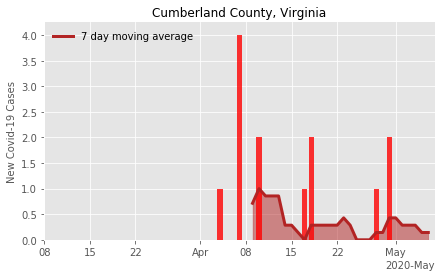 Cumberland County, Virginia
7 day moving average
New Covid-19 Cases
4.0
3.5
3.0
2.5
2.0
1.5
1.0
0.5
0.0
08 15 22 Apr 08 15 22 May
2020-May